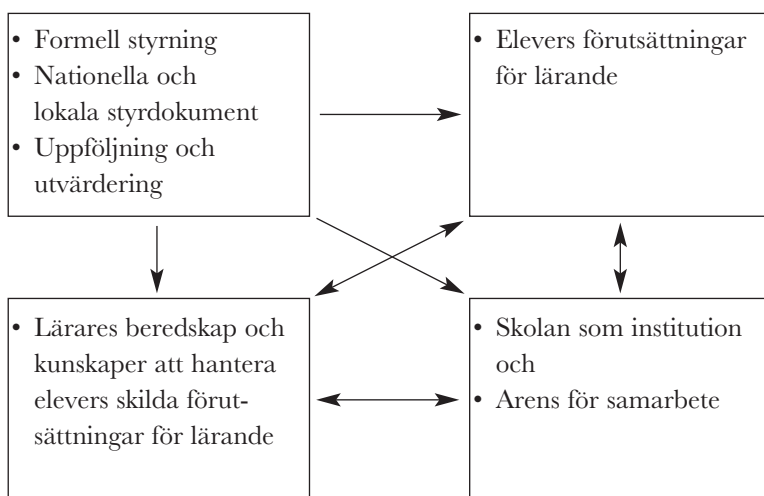 • Formell styrning
• Nationella och
lokala styrdokument
• Uppföljning och
utvärdering
• Elevers förutsättningar
för lärande
• Lärares beredskap och
kunskaper att hantera
elevers skilda förut-
sättningar för lärande
• Skolan som institution
och
• Arens för samarbete